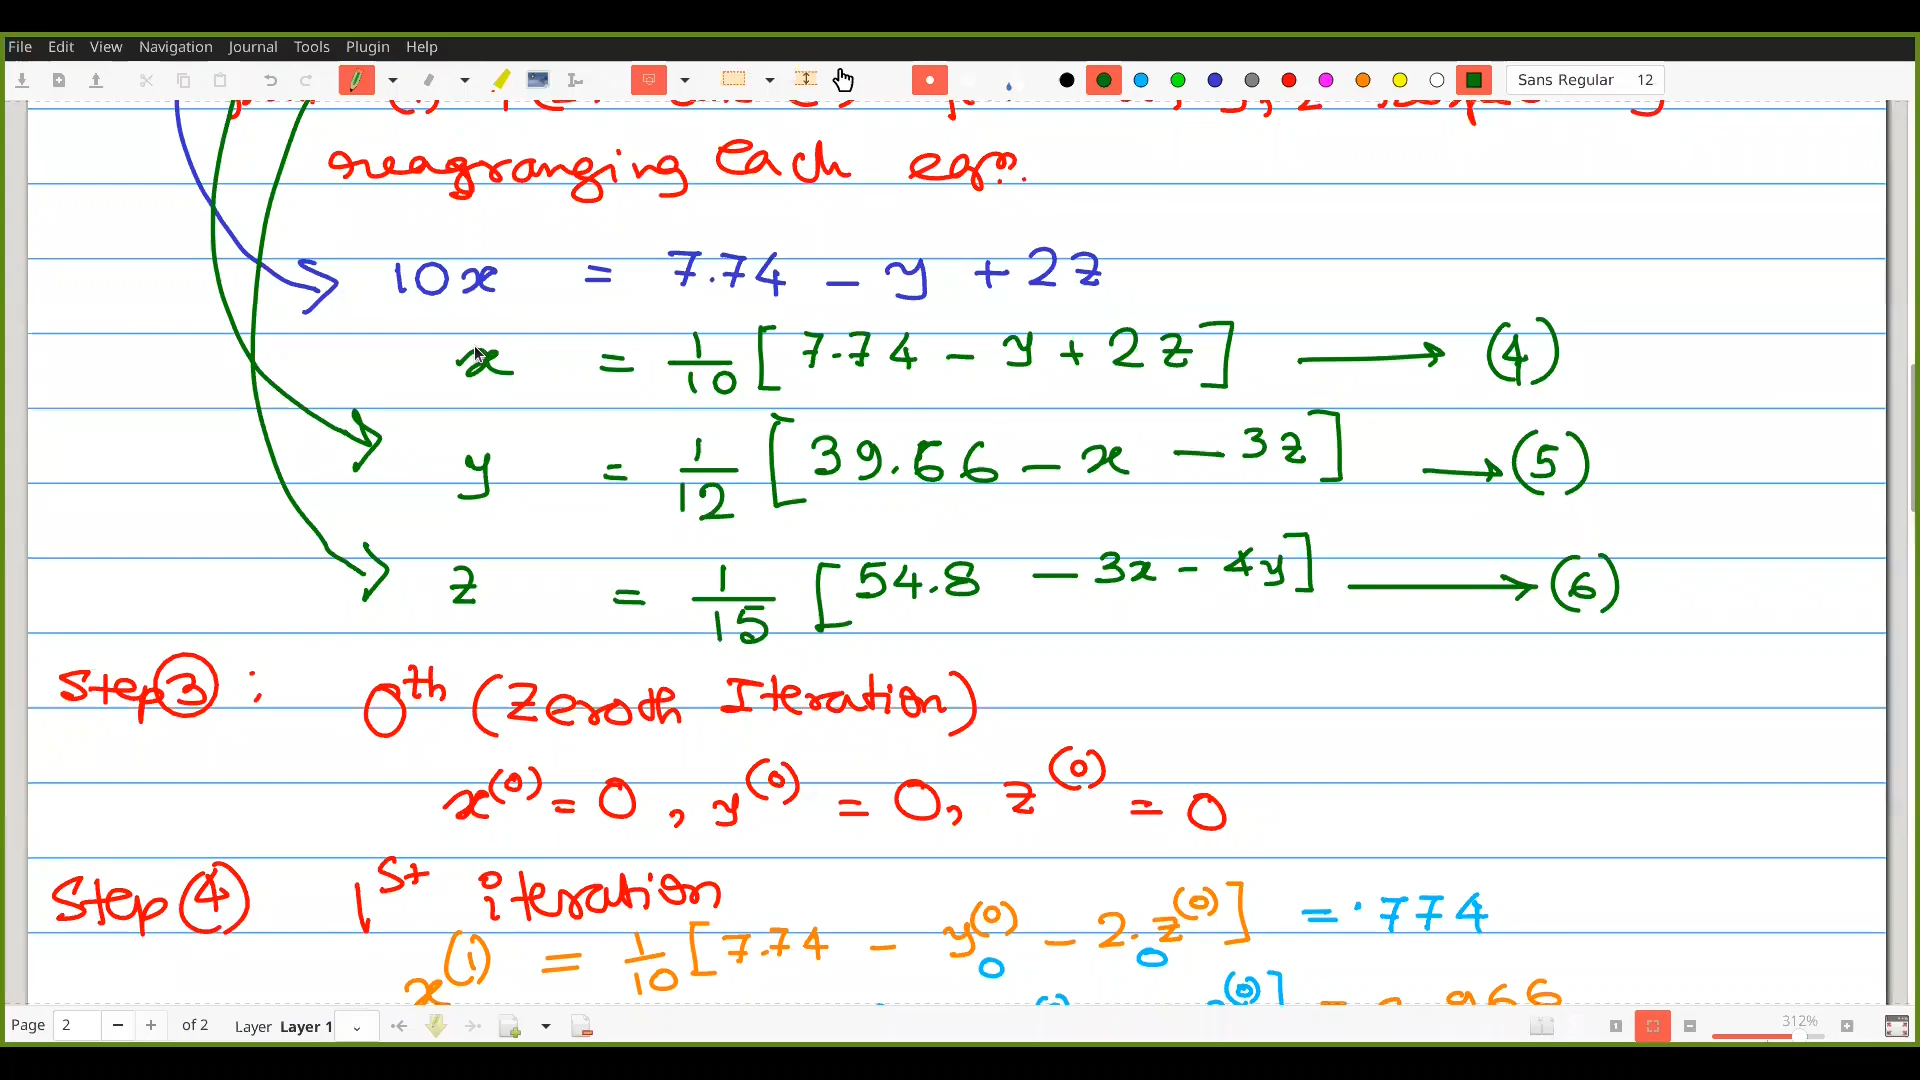 File Edit View Navigation Journal Tools Plugin Help
Sans Regular 12
reagranging Each eqn.
10x = 7.74 - y + 2z
x = 1/10 [7.74 - y + 2z] ⟶ (4)
y = 1/12 [39.66 - x - 3z] → (5)
z = 1/15 [54.8 - 3x - 4y] ⟶ (6)
Step 3 : 0th (Zeroth Iteration)
x(0) = 0, y(0) = 0, z(0) = 0
Step 4 1st iteration
x(1) = 1/10 [7.74 - y(0) - 2. z(0)] = .774
0 0
Page 2 of 2 Layer Layer 1 312%